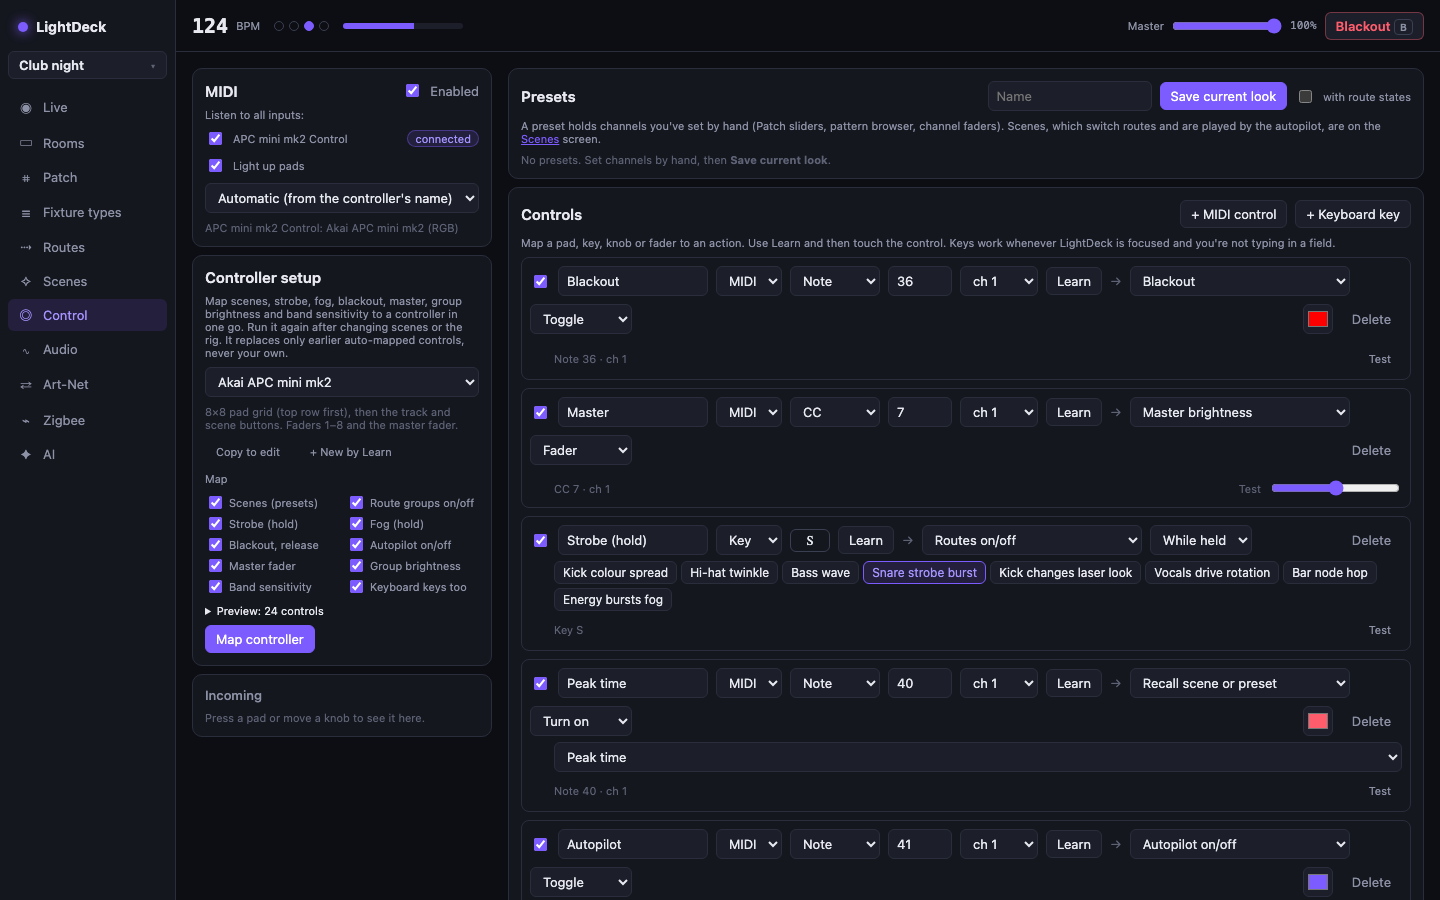 LightDeck
Club night
Live
Rooms
Patch
Fixture types
Routes
Scenes
Control
Audio
Art-Net
Zigbee
AI
124 BPM
Master 100% Blackout B
MIDI Enabled
Listen to all inputs:
APC mini mk2 Control connected
Light up pads
Automatic (from the controller's name)
APC mini mk2 Control: Akai APC mini mk2 (RGB)
Controller setup
Map scenes, strobe, fog, blackout, master, group
brightness and band sensitivity to a controller in
one go. Run it again after changing scenes or the
rig. It replaces only earlier auto-mapped controls,
never your own.
Akai APC mini mk2
8×8 pad grid (top row first), then the track and
scene buttons. Faders 1–8 and the master fader.
Copy to edit + New by Learn
Map
Scenes (presets) Route groups on/off
Strobe (hold) Fog (hold)
Blackout, release Autopilot on/off
Master fader Group brightness
Band sensitivity Keyboard keys too
Preview: 24 controls
Map controller
Incoming
Press a pad or move a knob to see it here.
Presets Name Save current look with route states
A preset holds channels you've set by hand (Patch sliders, pattern browser, channel faders). Scenes, which switch routes and are played by the autopilot, are on the
Scenes screen.
No presets. Set channels by hand, then Save current look.
Controls + MIDI control + Keyboard key
Map a pad, key, knob or fader to an action. Use Learn and then touch the control. Keys work whenever LightDeck is focused and you're not typing in a field.
Blackout MIDI Note 36 ch 1 Learn → Blackout
Toggle Delete
Note 36 · ch 1 Test
Master MIDI CC 7 ch 1 Learn → Master brightness
Fader Delete
CC 7 · ch 1 Test
Strobe (hold) Key S Learn → Routes on/off While held Delete
Kick colour spread Hi-hat twinkle Bass wave Snare strobe burst Kick changes laser look Vocals drive rotation Bar node hop
Energy bursts fog
Key S Test
Peak time MIDI Note 40 ch 1 Learn → Recall scene or preset
Turn on Delete
Peak time
Note 40 · ch 1 Test
Autopilot MIDI Note 41 ch 1 Learn → Autopilot on/off
Toggle Delete